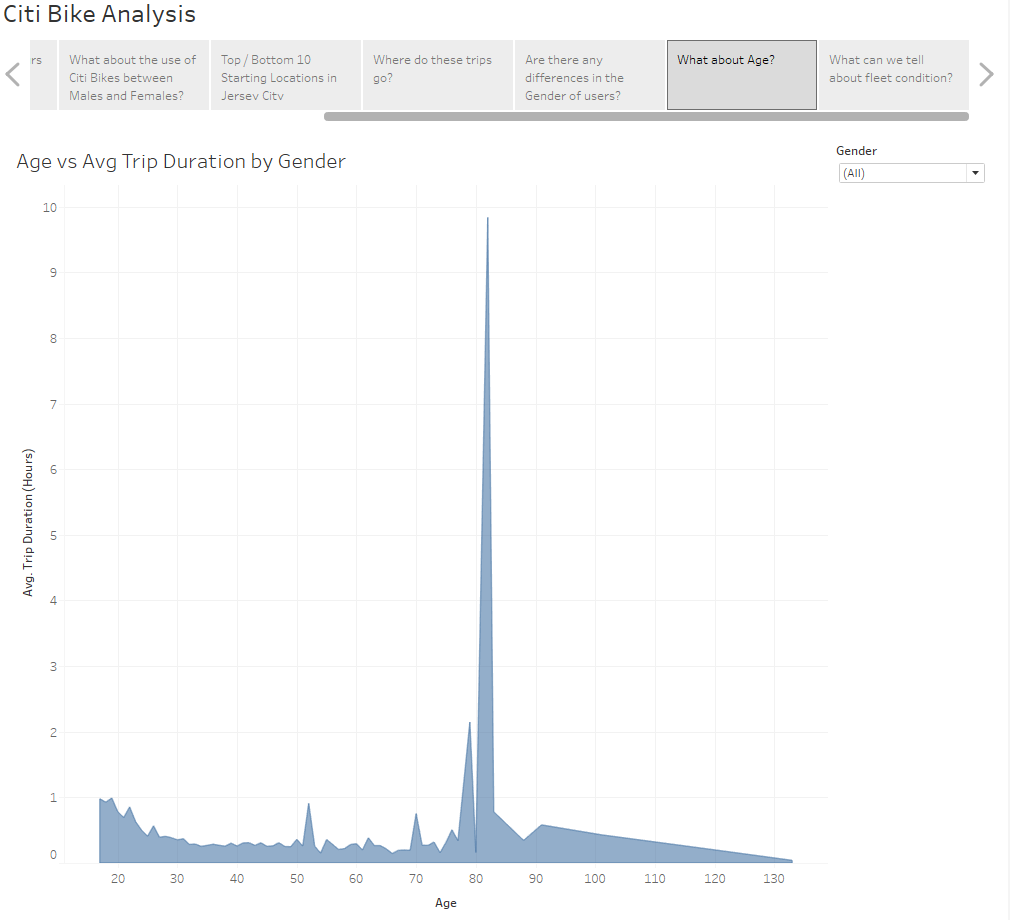 Citi Bike Analysis
rs
What about the use of
Citi Bikes between
Males and Females?
Top / Bottom 10
Starting Locations in
Jersey City
Where do these trips
go?
Are there any
differences in the
Gender of users?
What about Age?
What can we tell
about fleet condition?
Age vs Avg Trip Duration by Gender
Gender
(All)
10
9
8
7
6
5
4
3
2
1
0
Avg. Trip Duration (Hours)
20 30 40 50 60 70 80 90 100 110 120 130
Age